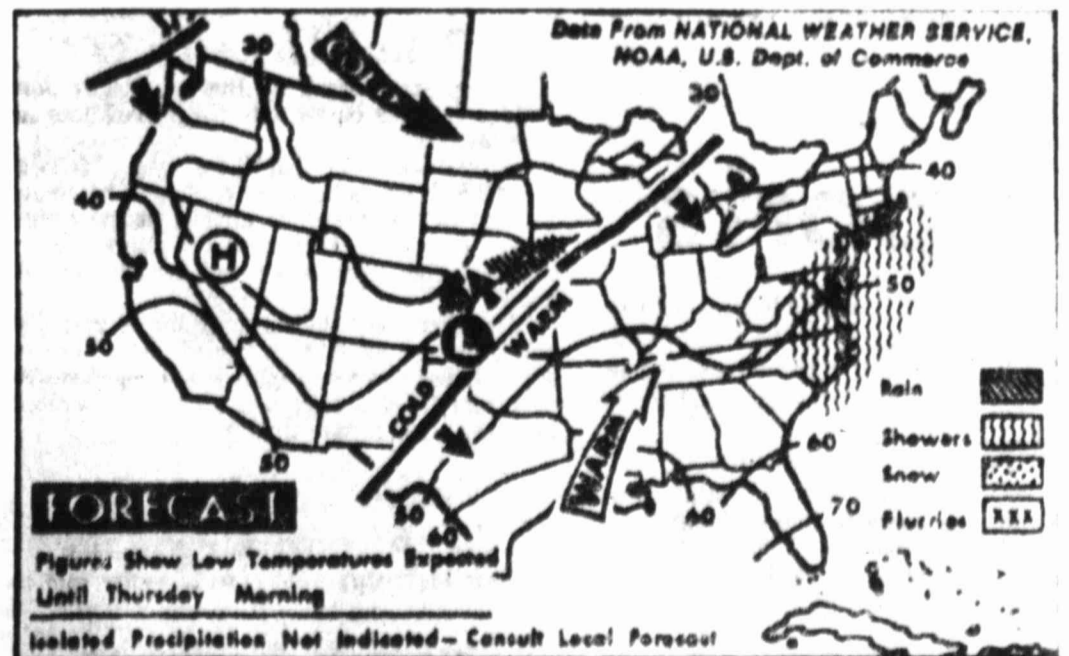 Data From NATIONAL WEATHER SERVICE,
NOAA, U.S. Dept. of Commerce
30
COLD
30
40
40
H
50
L
WARM
50
COLD
WARM
60
50
50
60
60
70
Rain
Showers
Snow
Flurries
FORECAST
Figures Show Low Temperatures Expected
Until Thursday Morning
Isolated Precipitation Not Indicated– Consult Local Forecast